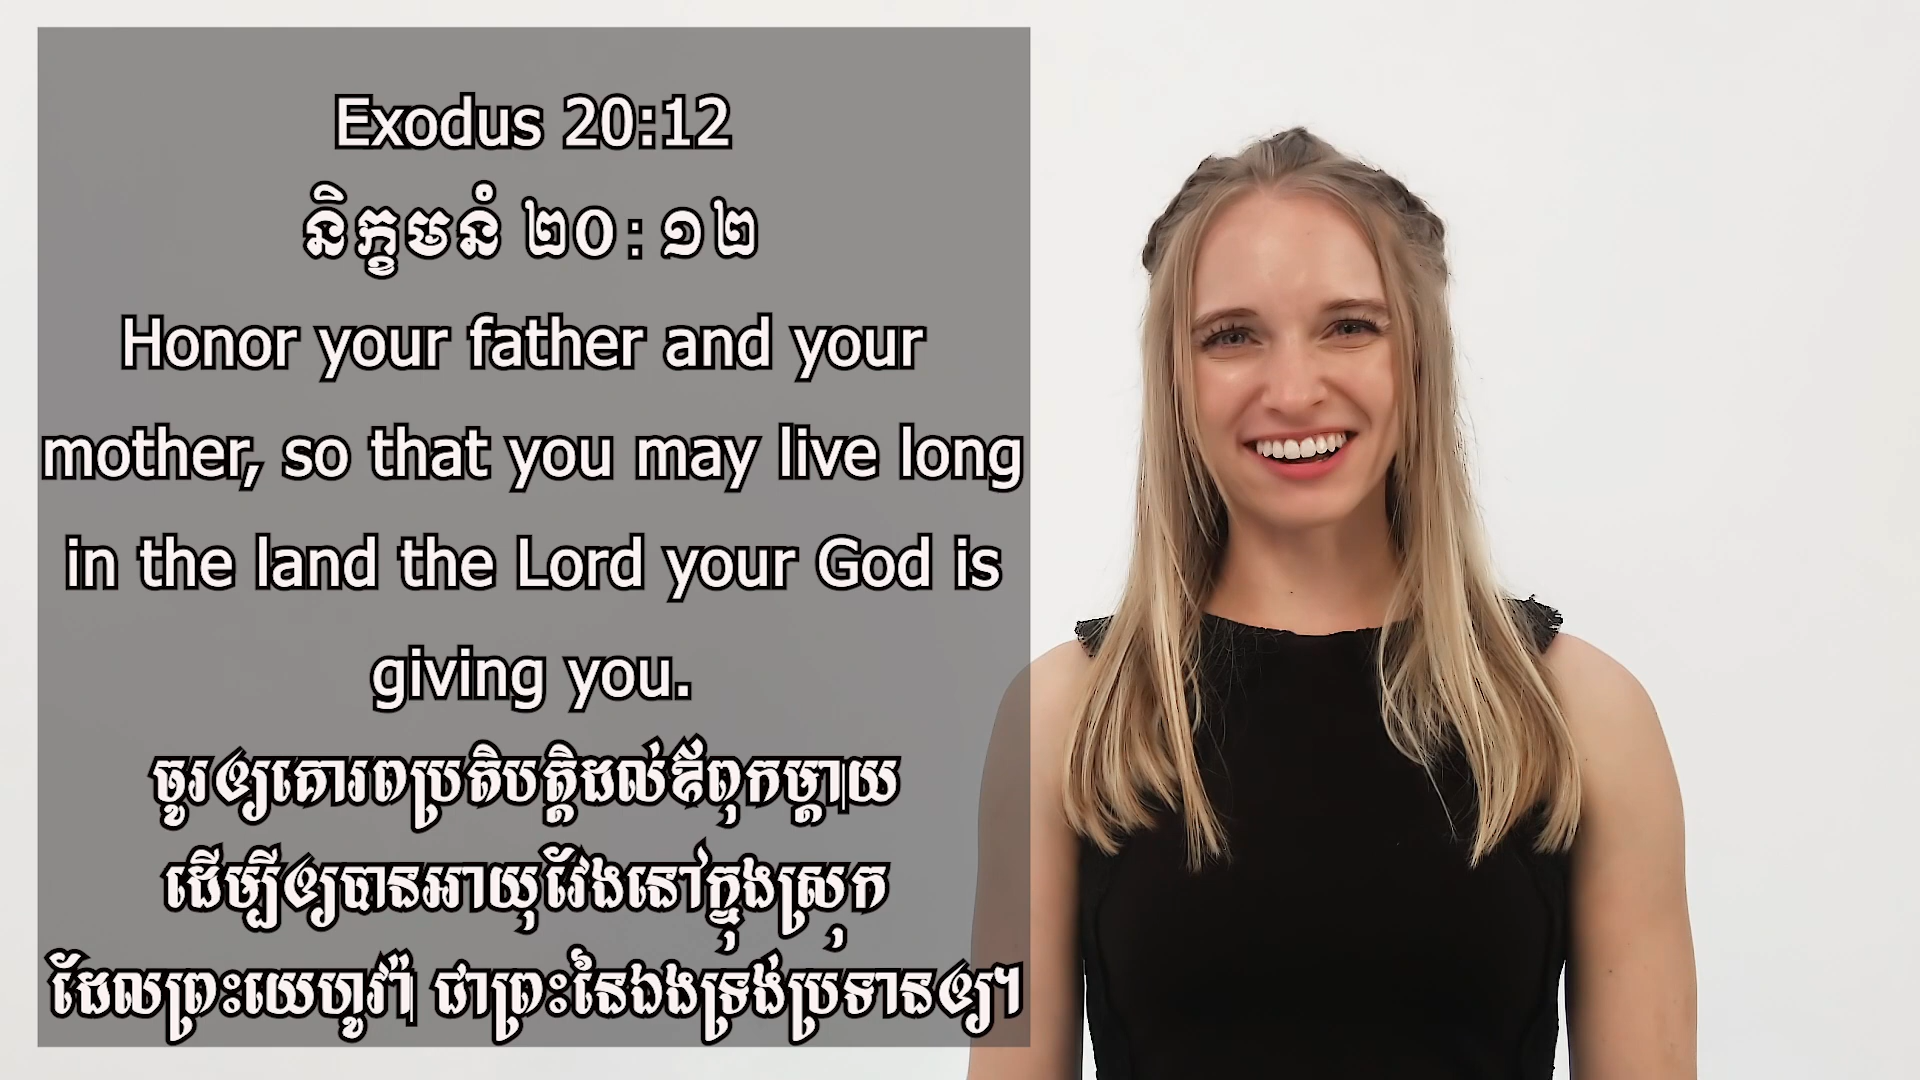 Exodus 20:12
និក្ខមនំ ២០:១២
Honor your father and your
mother, so that you may live long
in the land the Lord your God is
giving you.
ចូរឲ្យគោរពប្រតិបត្តិដល់ឪពុកម្តាយ
ដើម្បីឲ្យបានអាយុវែងនៅក្នុងស្រុក
ដែលព្រះយេហូវ៉ា ជាព្រះនៃឯងទ្រង់ប្រទានឲ្យ។